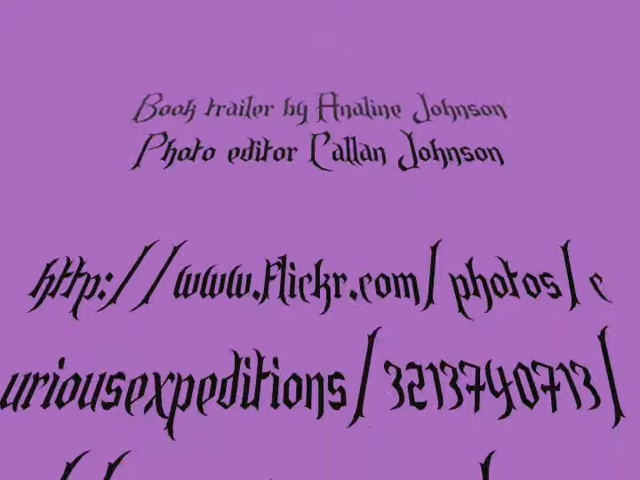 Book trailer by Analine Johnson
Photo editor Callan Johnson
http://www.flickr.com/photos/c
uriousexpeditions/3213740713/